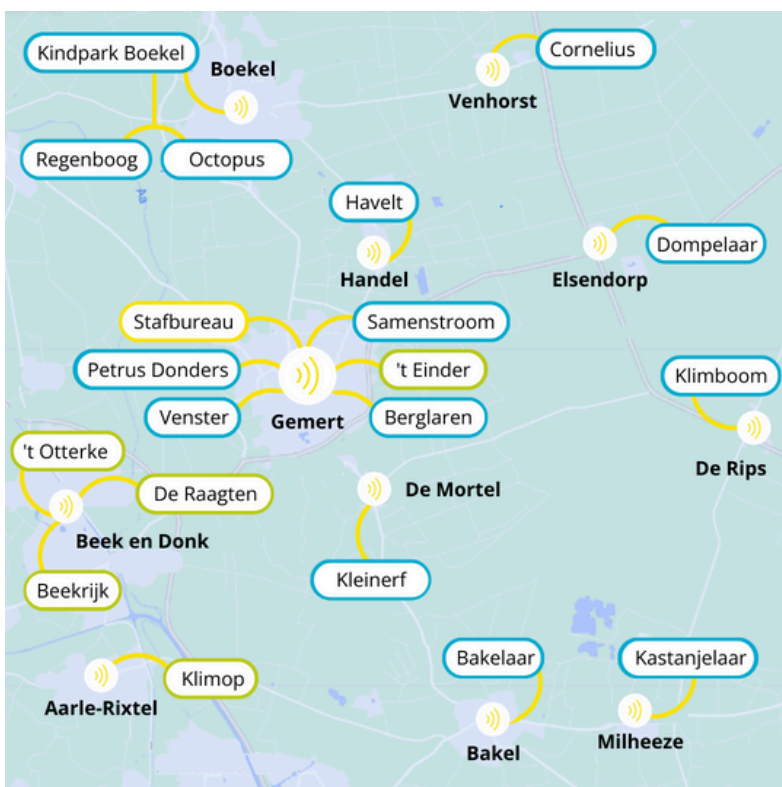 Kindpark Boekel
Boekel
Cornelius
Venhorst
Regenboog
Octopus
Havelt
Handel
Dompelaar
Elsendorp
Stafbureau
Samenstroom
Petrus Donders
't Einder
Venster
Gemert
Berglaren
Klimboom
De Rips
't Otterke
De Raagten
De Mortel
Beek en Donk
Beekrijk
Kleinerf
Klimop
Aarle-Rixtel
Bakelaar
Kastanjelaar
Bakel
Milheeze